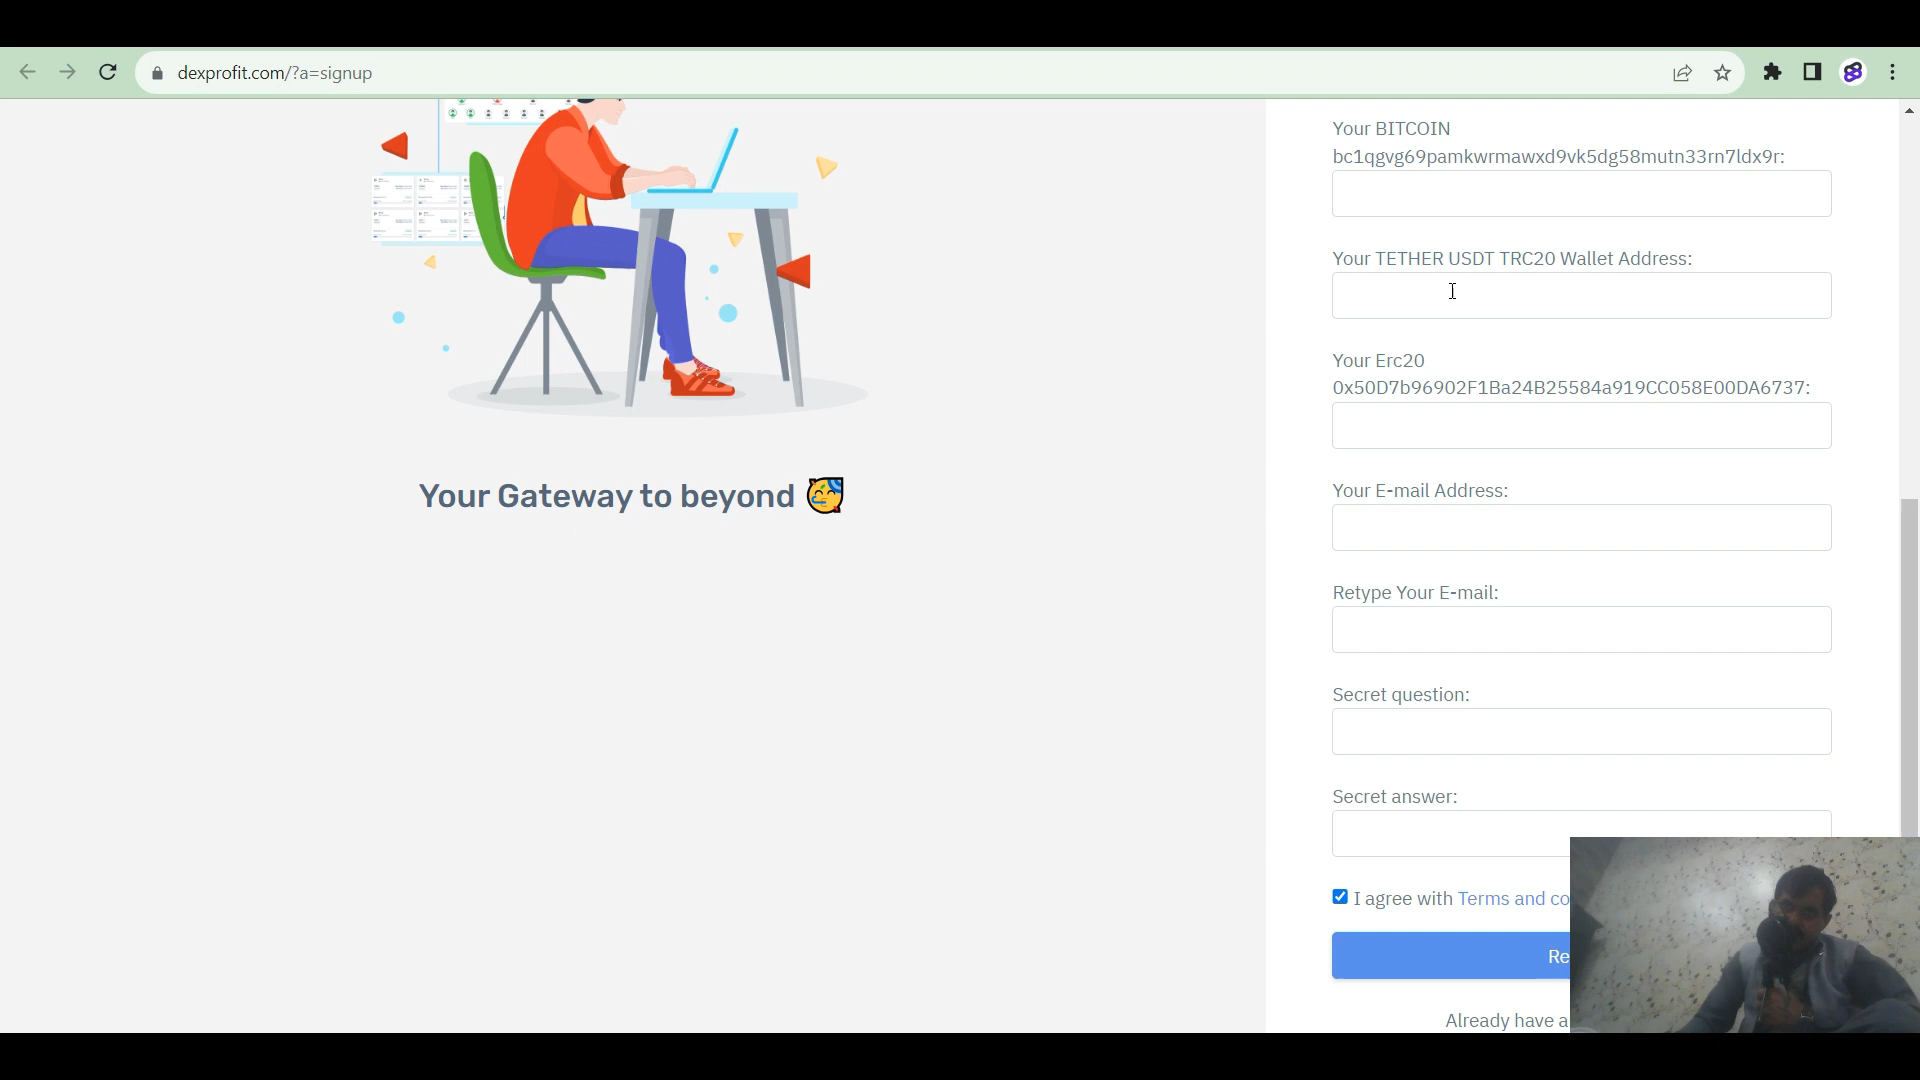 dexprofit.com/?a=signup
Your BITCOIN
bc1qgvg69pamkwrmawxd9vk5dg58mutn33rn7ldx9r:
Your TETHER USDT TRC20 Wallet Address:
Your Erc20
0x50D7b96902F1Ba24B25584a919CC058E00DA6737:
Your Gateway to beyond
Your E-mail Address:
Retype Your E-mail:
Secret question:
Secret answer:
I agree with Terms and co
Re
Already have a